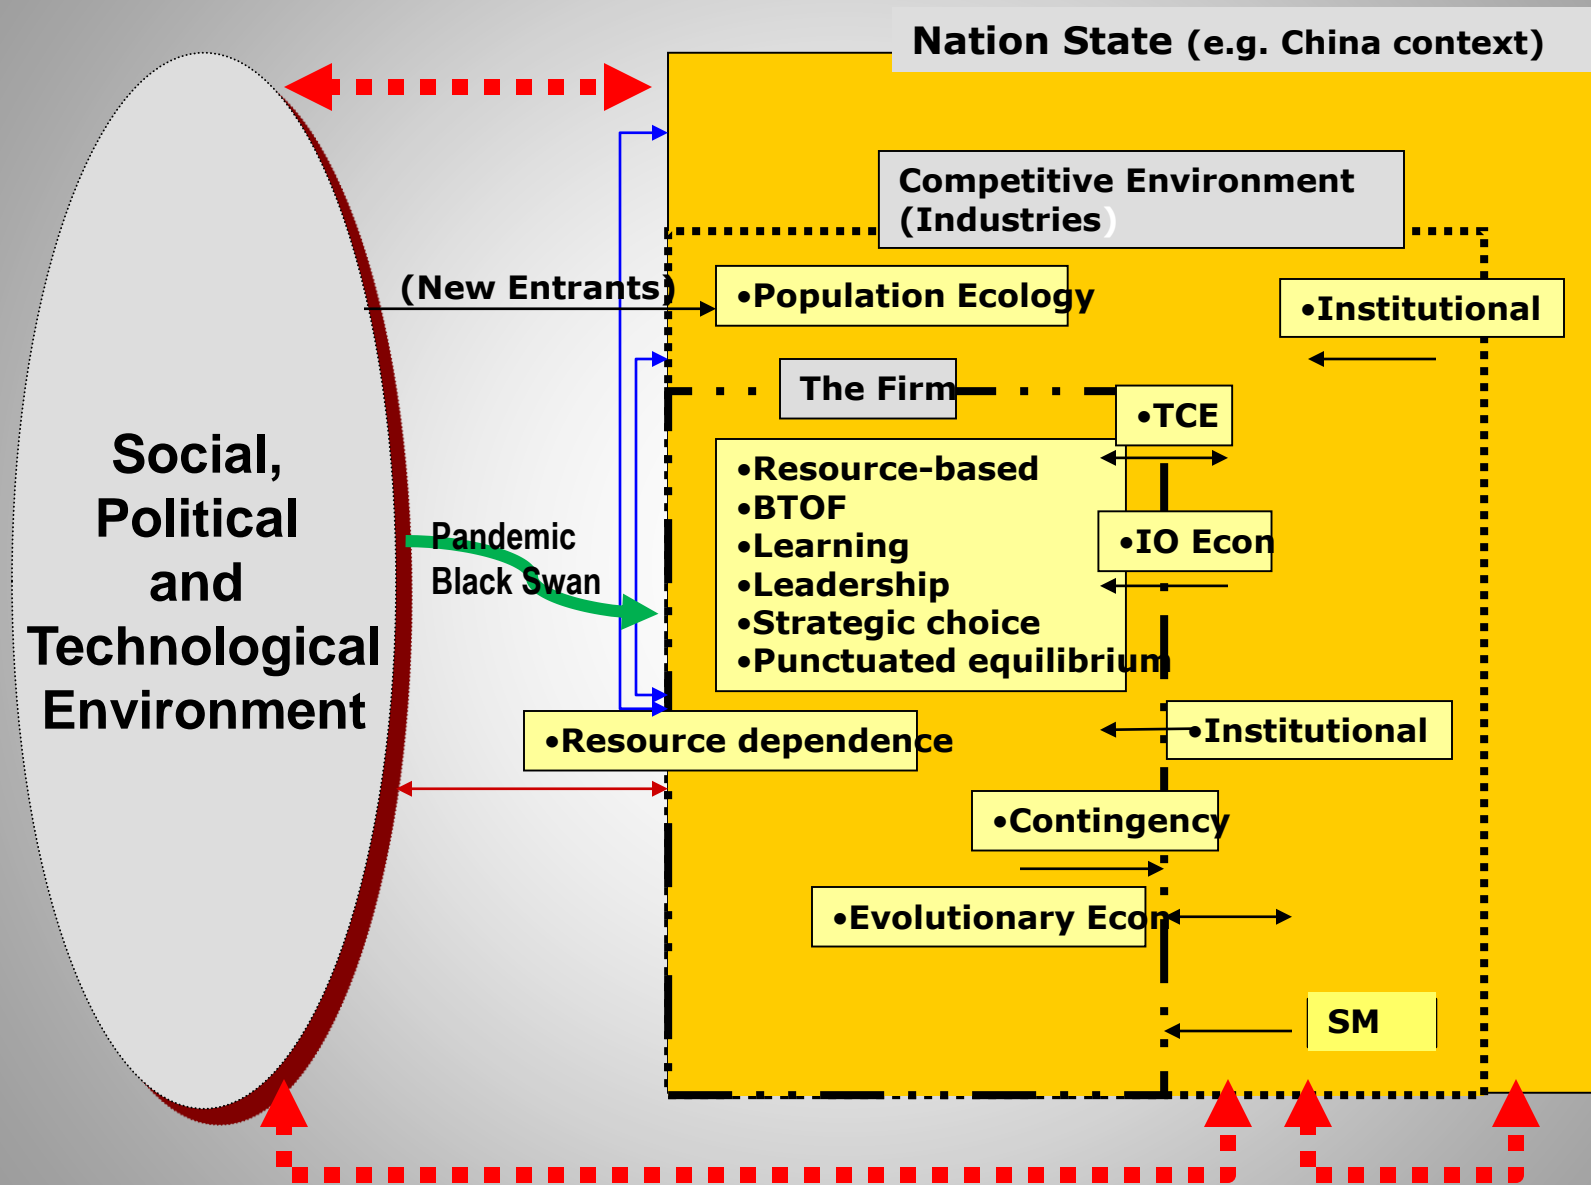 Nation State (e.g. China context)
Competitive Environment
(Industries)
(New Entrants)
•Population Ecology
•Institutional
The Firm
•TCE
Social,
Political
and
Technological
Environment
•Resource-based
•BTOF
•Learning
•Leadership
•Strategic choice
•Punctuated equilibrium
•IO Econ
Pandemic
Black Swan
•Resource dependence
•Institutional
•Contingency
•Evolutionary Econ
SM